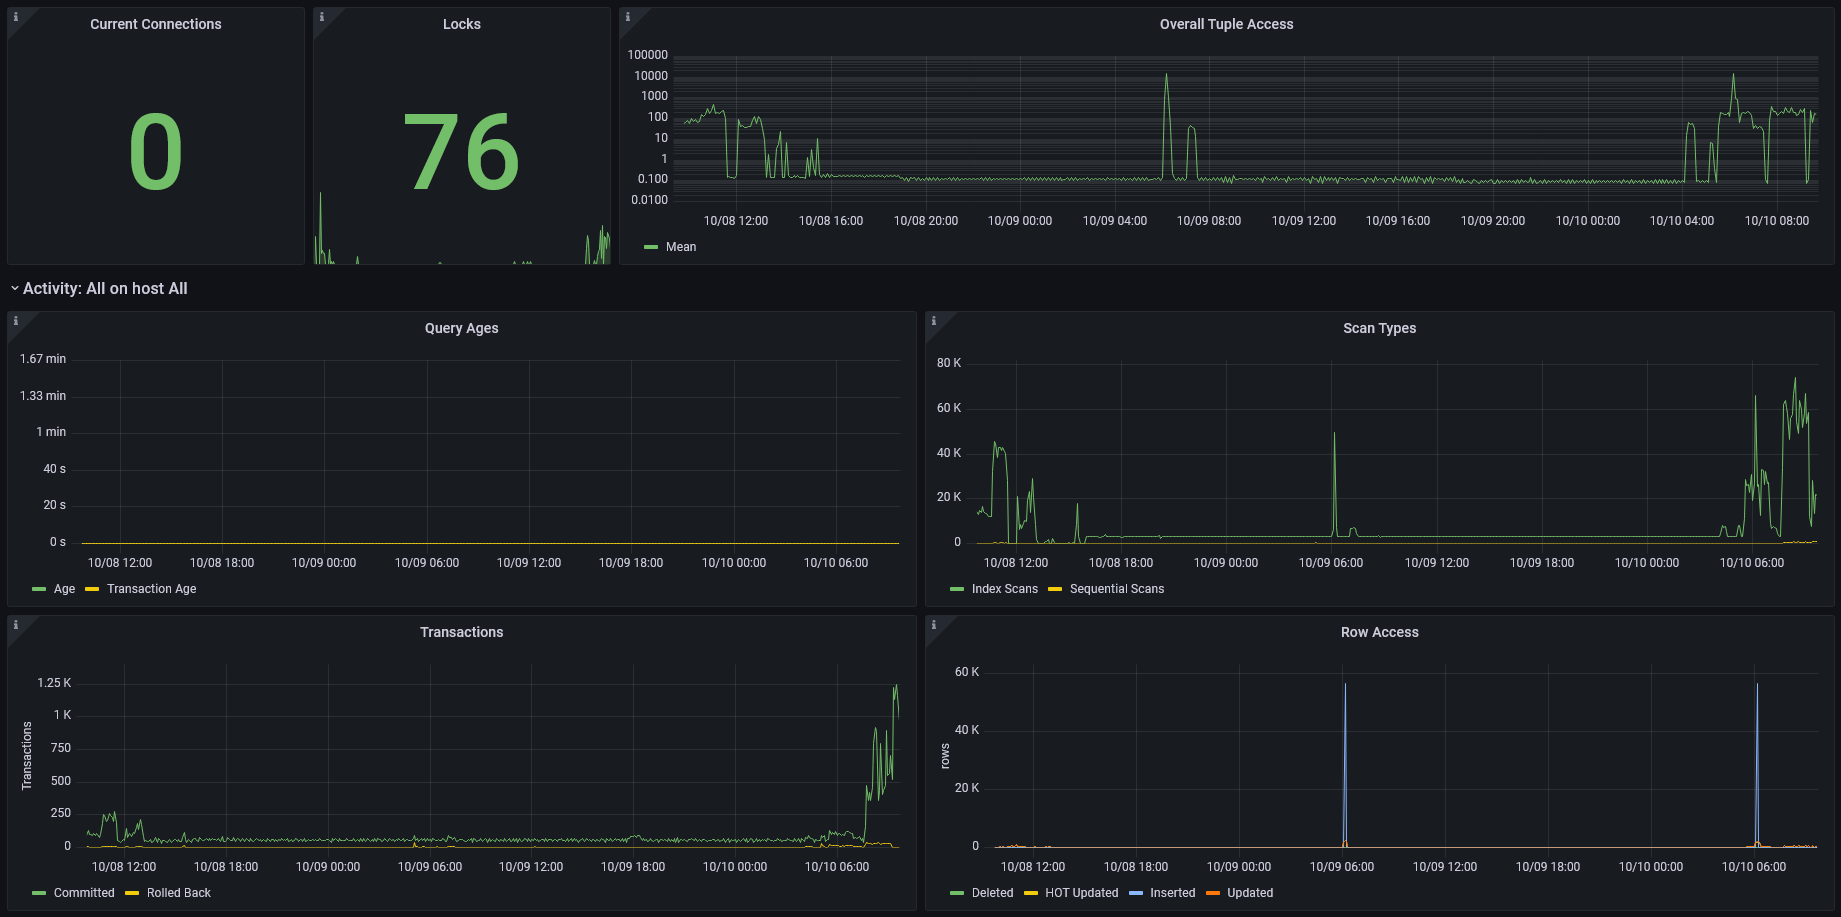 Current Connections
0
Locks
76
Overall Tuple Access
100000
10000
1000
100
10
1
0.100
0.0100
10/08 12:00 10/08 16:00 10/08 20:00 10/09 00:00 10/09 04:00 10/09 08:00 10/09 12:00 10/09 16:00 10/09 20:00 10/10 00:00 10/10 04:00 10/10 08:00
Mean
Activity: All on host All
Query Ages
1.67 min
1.33 min
1 min
40 s
20 s
0 s
10/08 12:00 10/08 18:00 10/09 00:00 10/09 06:00 10/09 12:00 10/09 18:00 10/10 00:00 10/10 06:00
Age Transaction Age
Scan Types
80 K
60 K
40 K
20 K
0
10/08 12:00 10/08 18:00 10/09 00:00 10/09 06:00 10/09 12:00 10/09 18:00 10/10 00:00 10/10 06:00
Index Scans Sequential Scans
Transactions
Transactions
1.25 K
1 K
750
500
250
0
10/08 12:00 10/08 18:00 10/09 00:00 10/09 06:00 10/09 12:00 10/09 18:00 10/10 00:00 10/10 06:00
Committed Rolled Back
Row Access
rows
60 K
40 K
20 K
0
10/08 12:00 10/08 18:00 10/09 00:00 10/09 06:00 10/09 12:00 10/09 18:00 10/10 00:00 10/10 06:00
Deleted HOT Updated Inserted Updated